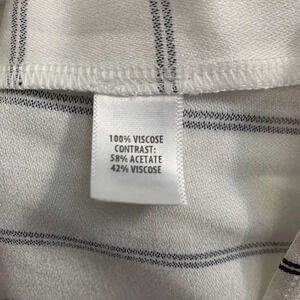 100% VISCOSE
CONTRAST:
58% ACETATE
42% VISCOSE